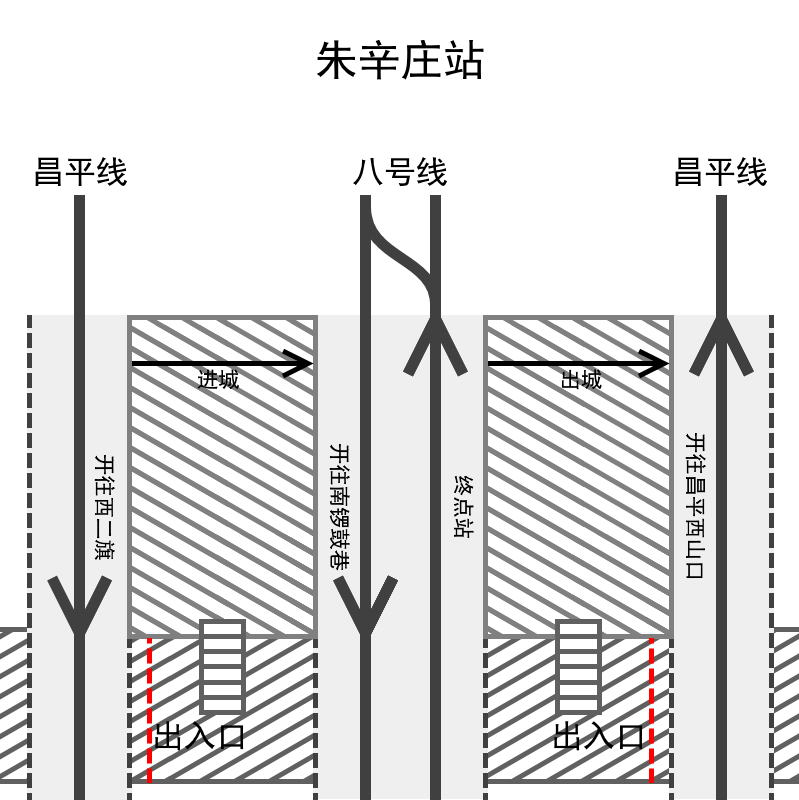 朱辛庄站
昌平线
八号线
昌平线
进城
出城
开往西二旗
开往南锣鼓巷
终点站
开往昌平西山口
出入口
出入口